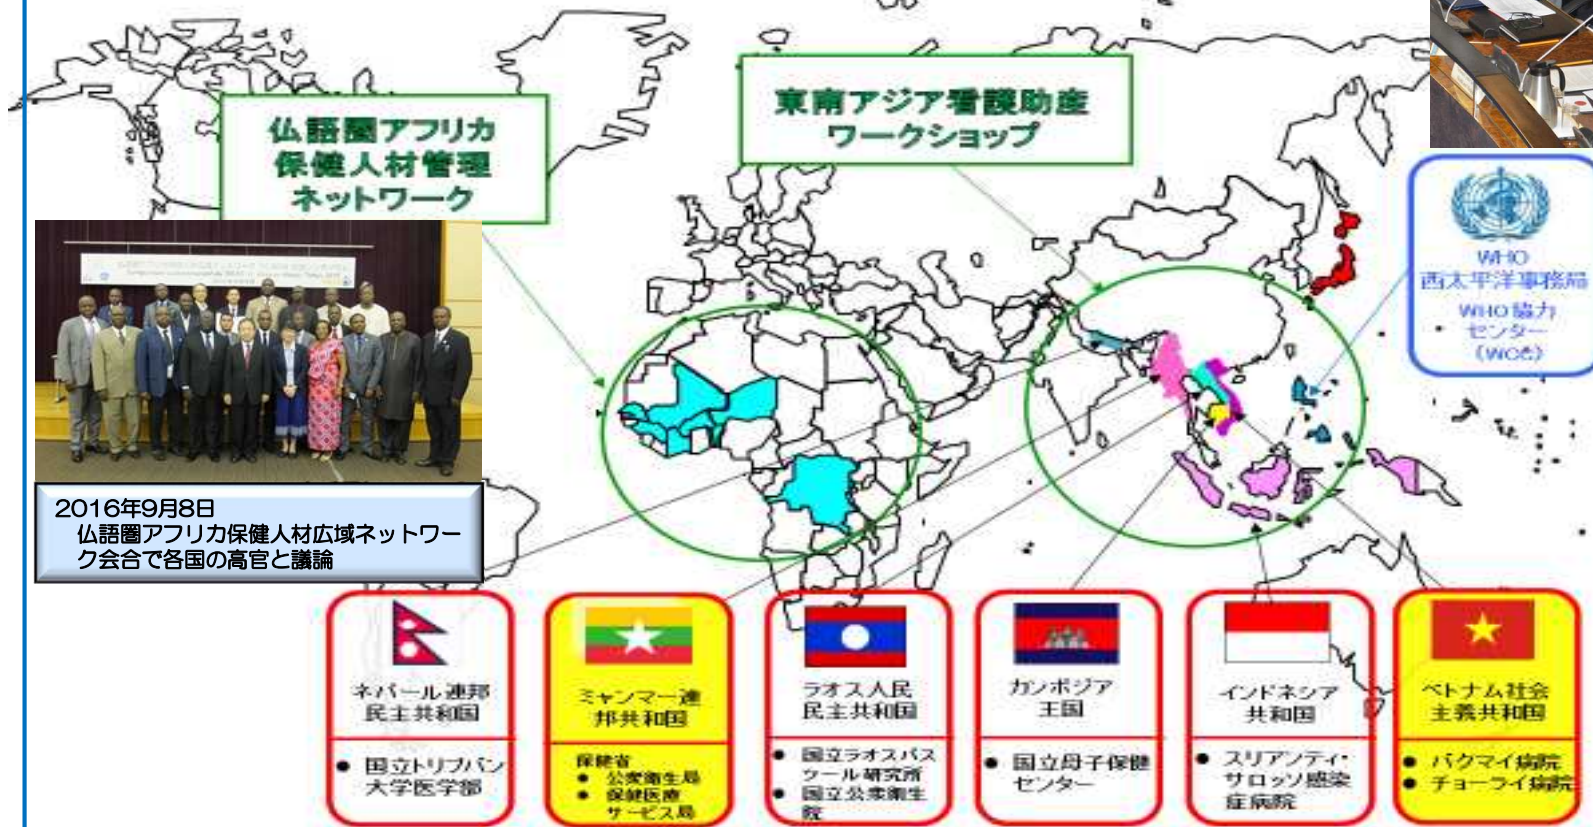 仏語圏アフリカ
保健人材管理
ネットワーク
東南アジア看護助産
ワークショップ
WHO
西太平洋事務局
WHO協力
センター
(WCC)
2016年9月8日
仏語圏アフリカ保健人材広域ネットワー
ク会合で各国の高官と議論
ネパール連邦
民主共和国
● 国立トリブバン
大学医学部
ミャンマー連
邦共和国
保健省
● 公衆衛生局
● 保健医療
サービス局
ラオス人民
民主共和国
● 国立ラオスパス
ツール研究所
● 国立公衆衛生
院
カンボジア
王国
● 国立母子保健
センター
インドネシア
共和国
● スリアンティ・
サロッソ感染
症病院
ベトナム社会
主義共和国
● バクマイ病院
● チョーライ病院